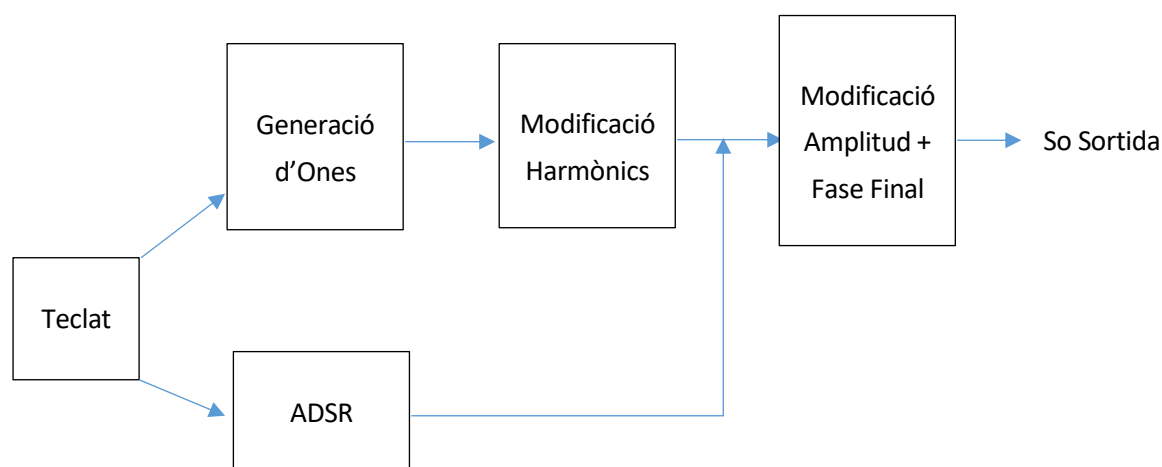 Generació
d’Ones
Modificació
Harmònics
Modificació
Amplitud +
Fase Final
So Sortida
Teclat
ADSR